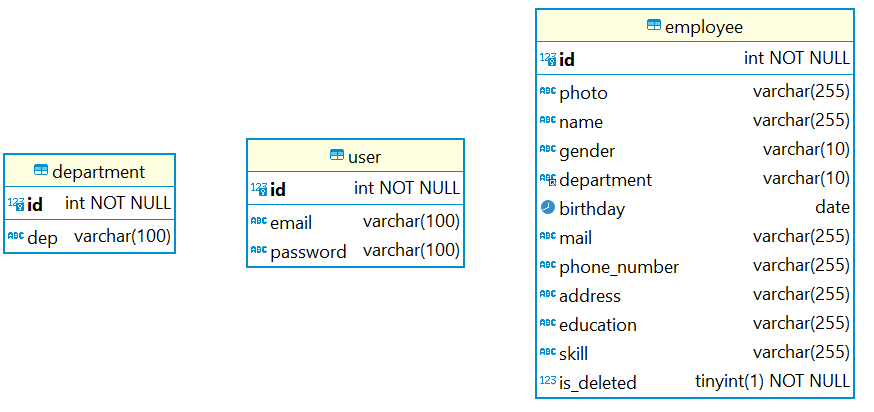 department
id int NOT NULL
dep varchar(100)
user
id int NOT NULL
email varchar(100)
password varchar(100)
employee
id int NOT NULL
photo varchar(255)
name varchar(255)
gender varchar(10)
department varchar(10)
birthday date
mail varchar(255)
phone_number varchar(255)
address varchar(255)
education varchar(255)
skill varchar(255)
is_deleted tinyint(1) NOT NULL